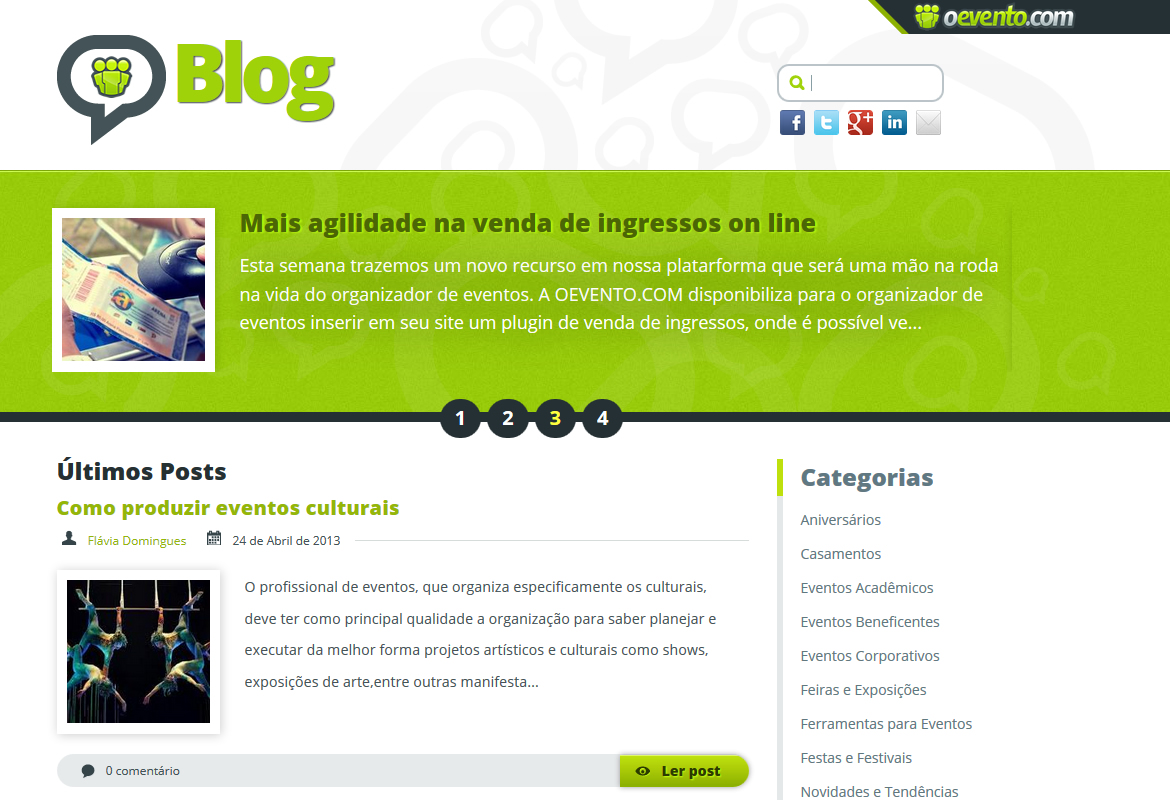 oevento.com
Blog
Mais agilidade na venda de ingressos on line
Esta semana trazemos um novo recurso em nossa platarforma que será uma mão na roda
na vida do organizador de eventos. A OEVENTO.COM disponibiliza para o organizador de
eventos inserir em seu site um plugin de venda de ingressos, onde é possível ve...
1 2 3 4
Últimos Posts
Como produzir eventos culturais
Flávia Domingues 24 de Abril de 2013
O profissional de eventos, que organiza especificamente os culturais,
deve ter como principal qualidade a organização para saber planejar e
executar da melhor forma projetos artísticos e culturais como shows,
exposições de arte,entre outras manifesta...
0 comentário
Ler post
Categorias
Aniversários
Casamentos
Eventos Acadêmicos
Eventos Beneficentes
Eventos Corporativos
Feiras e Exposições
Ferramentas para Eventos
Festas e Festivais
Novidades e Tendências